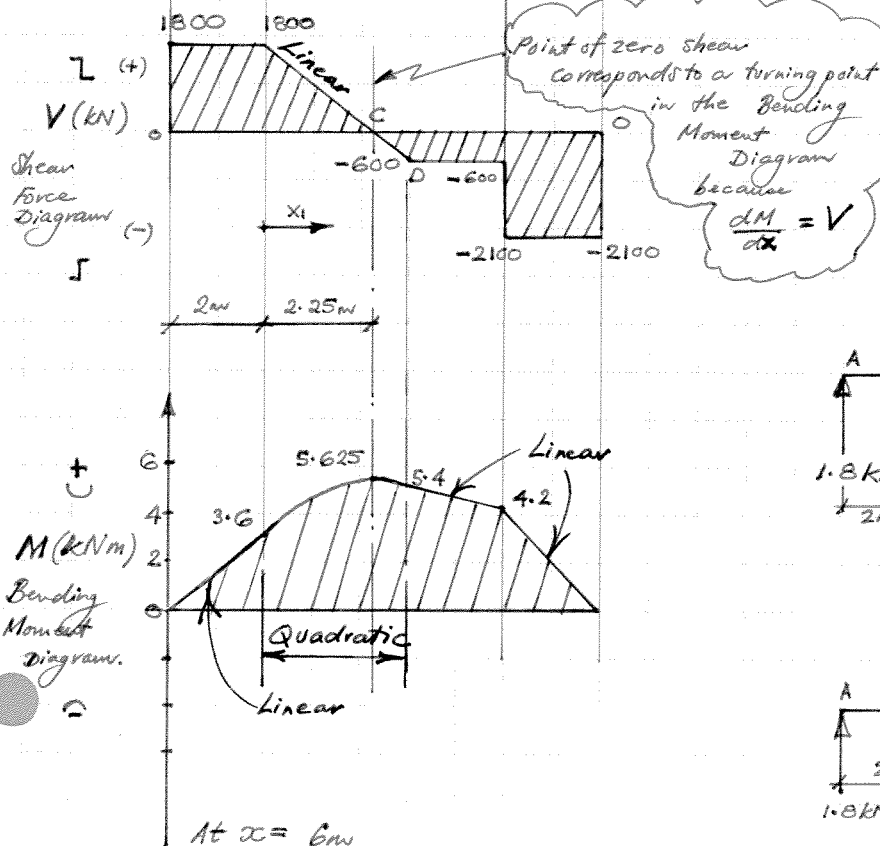 1800
1800
Linear
(+)
V (kN)
0
C
0
Shear
Force
Diagram
(-)
-600
D
-600
x₁
-2100
-2100
2m
2.25m
Point of zero shear
corresponds to a turning point
in the Bending
Moment
Diagram
because
dM/dx = V
A
1.8k
2
+
M (kNm)
6
4
2
0
Bending
Moment
Diagram.
-
3.6
5.625
5.4
4.2
Linear
Quadratic
Linear
A
2
1.8kN
At x = 6m